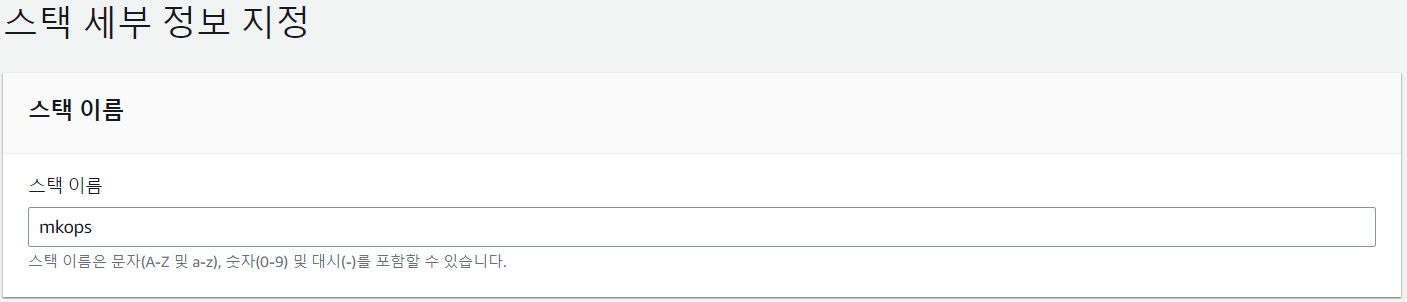 스택 세부 정보 지정
스택 이름
스택 이름
mkops
스택 이름은 문자(A-Z 및 a-z), 숫자(0-9) 및 대시(-)를 포함할 수 있습니다.